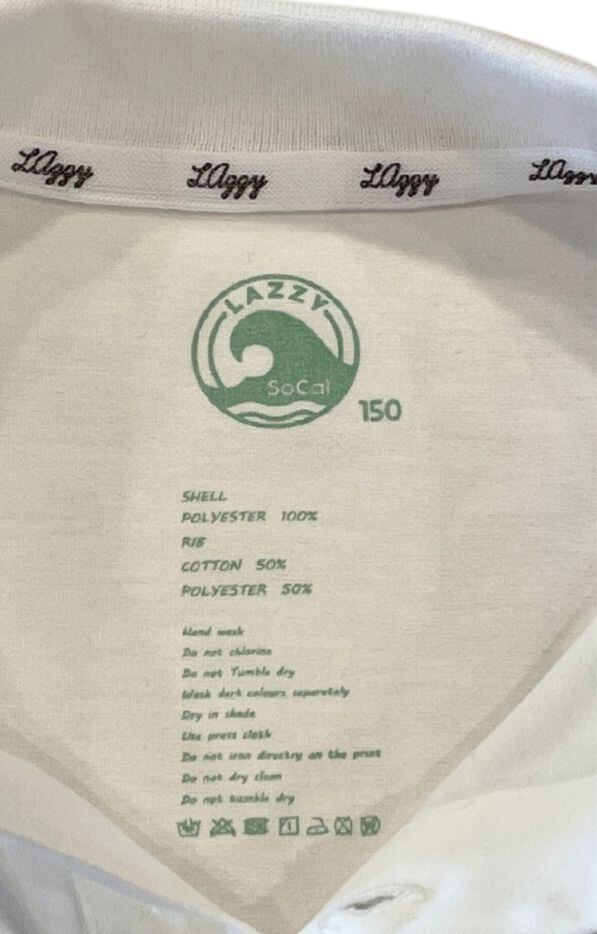 LAzzy LAzzy LAzzy LAzzy
LAZZY
SoCal
150
SHELL
POLYESTER 100%
RIB
COTTON 50%
POLYESTER 50%
Hand wash
Do not chlorine
Do not Tumble dry
Wash dark colours separately
Dry in shade
Use press cloth
Do not iron directry on the print
Do not dry clean
Do not tumble dry